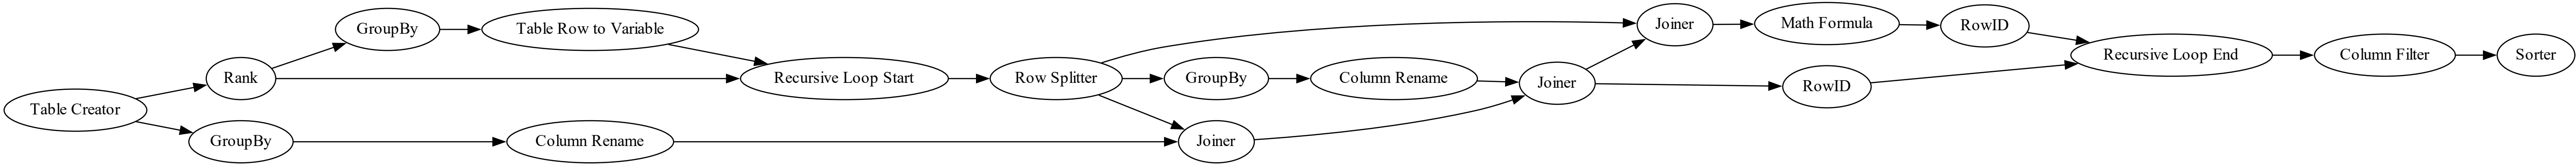 Table Creator
Rank
GroupBy
GroupBy
Table Row to Variable
Column Rename
Recursive Loop Start
Row Splitter
GroupBy
Joiner
Column Rename
Joiner
Joiner
Math Formula
RowID
RowID
Recursive Loop End
Column Filter
Sorter